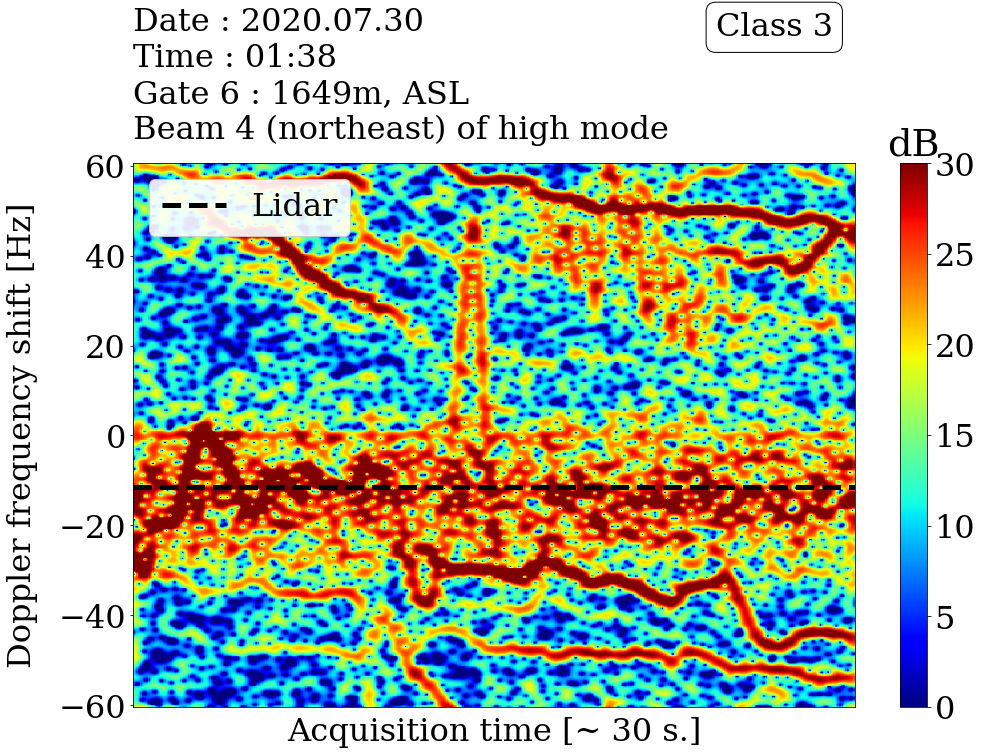 Date : 2020.07.30
Class 3
Time : 01:38
Gate 6 : 1649m, ASL
Beam 4 (northeast) of high mode
dB
60
40
20
0
−20
−40
−60
Doppler frequency shift [Hz]
Lidar
30
25
20
15
10
5
0
Acquisition time [~ 30 s.]